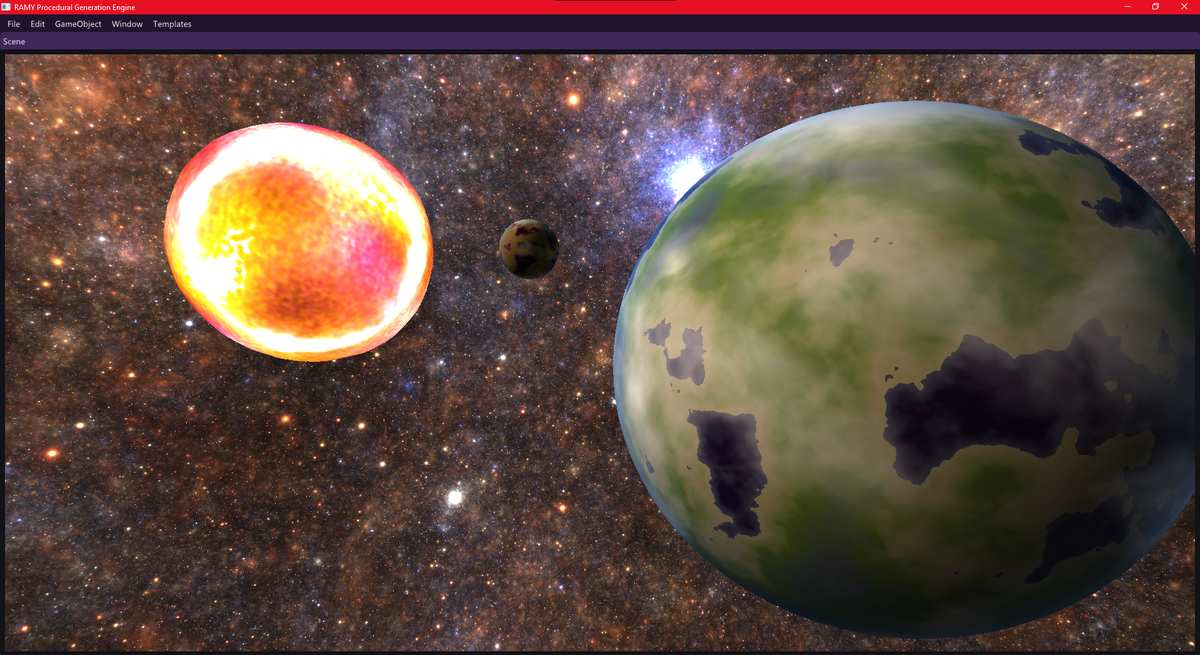 RAMY Procedural Generation Engine
File Edit GameObject Window Templates
Scene